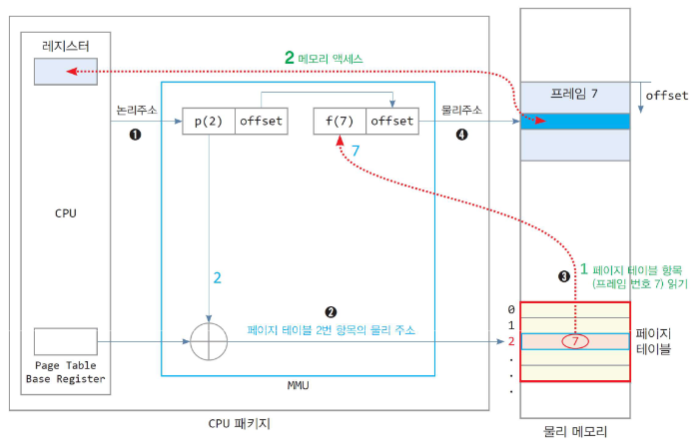 레지스터
2 메모리 액세스
논리주소
❶
p(2) offset
f(7) offset
물리주소
❹
프레임 7
offset
7
CPU
2
❸
1 페이지 테이블 항목
(프레임 번호 7) 읽기
❷
페이지 테이블 2번 항목의 물리 주소
0
1
2
7
.
.
.
페이지
테이블
Page Table
Base Register
MMU
CPU 패키지
물리 메모리